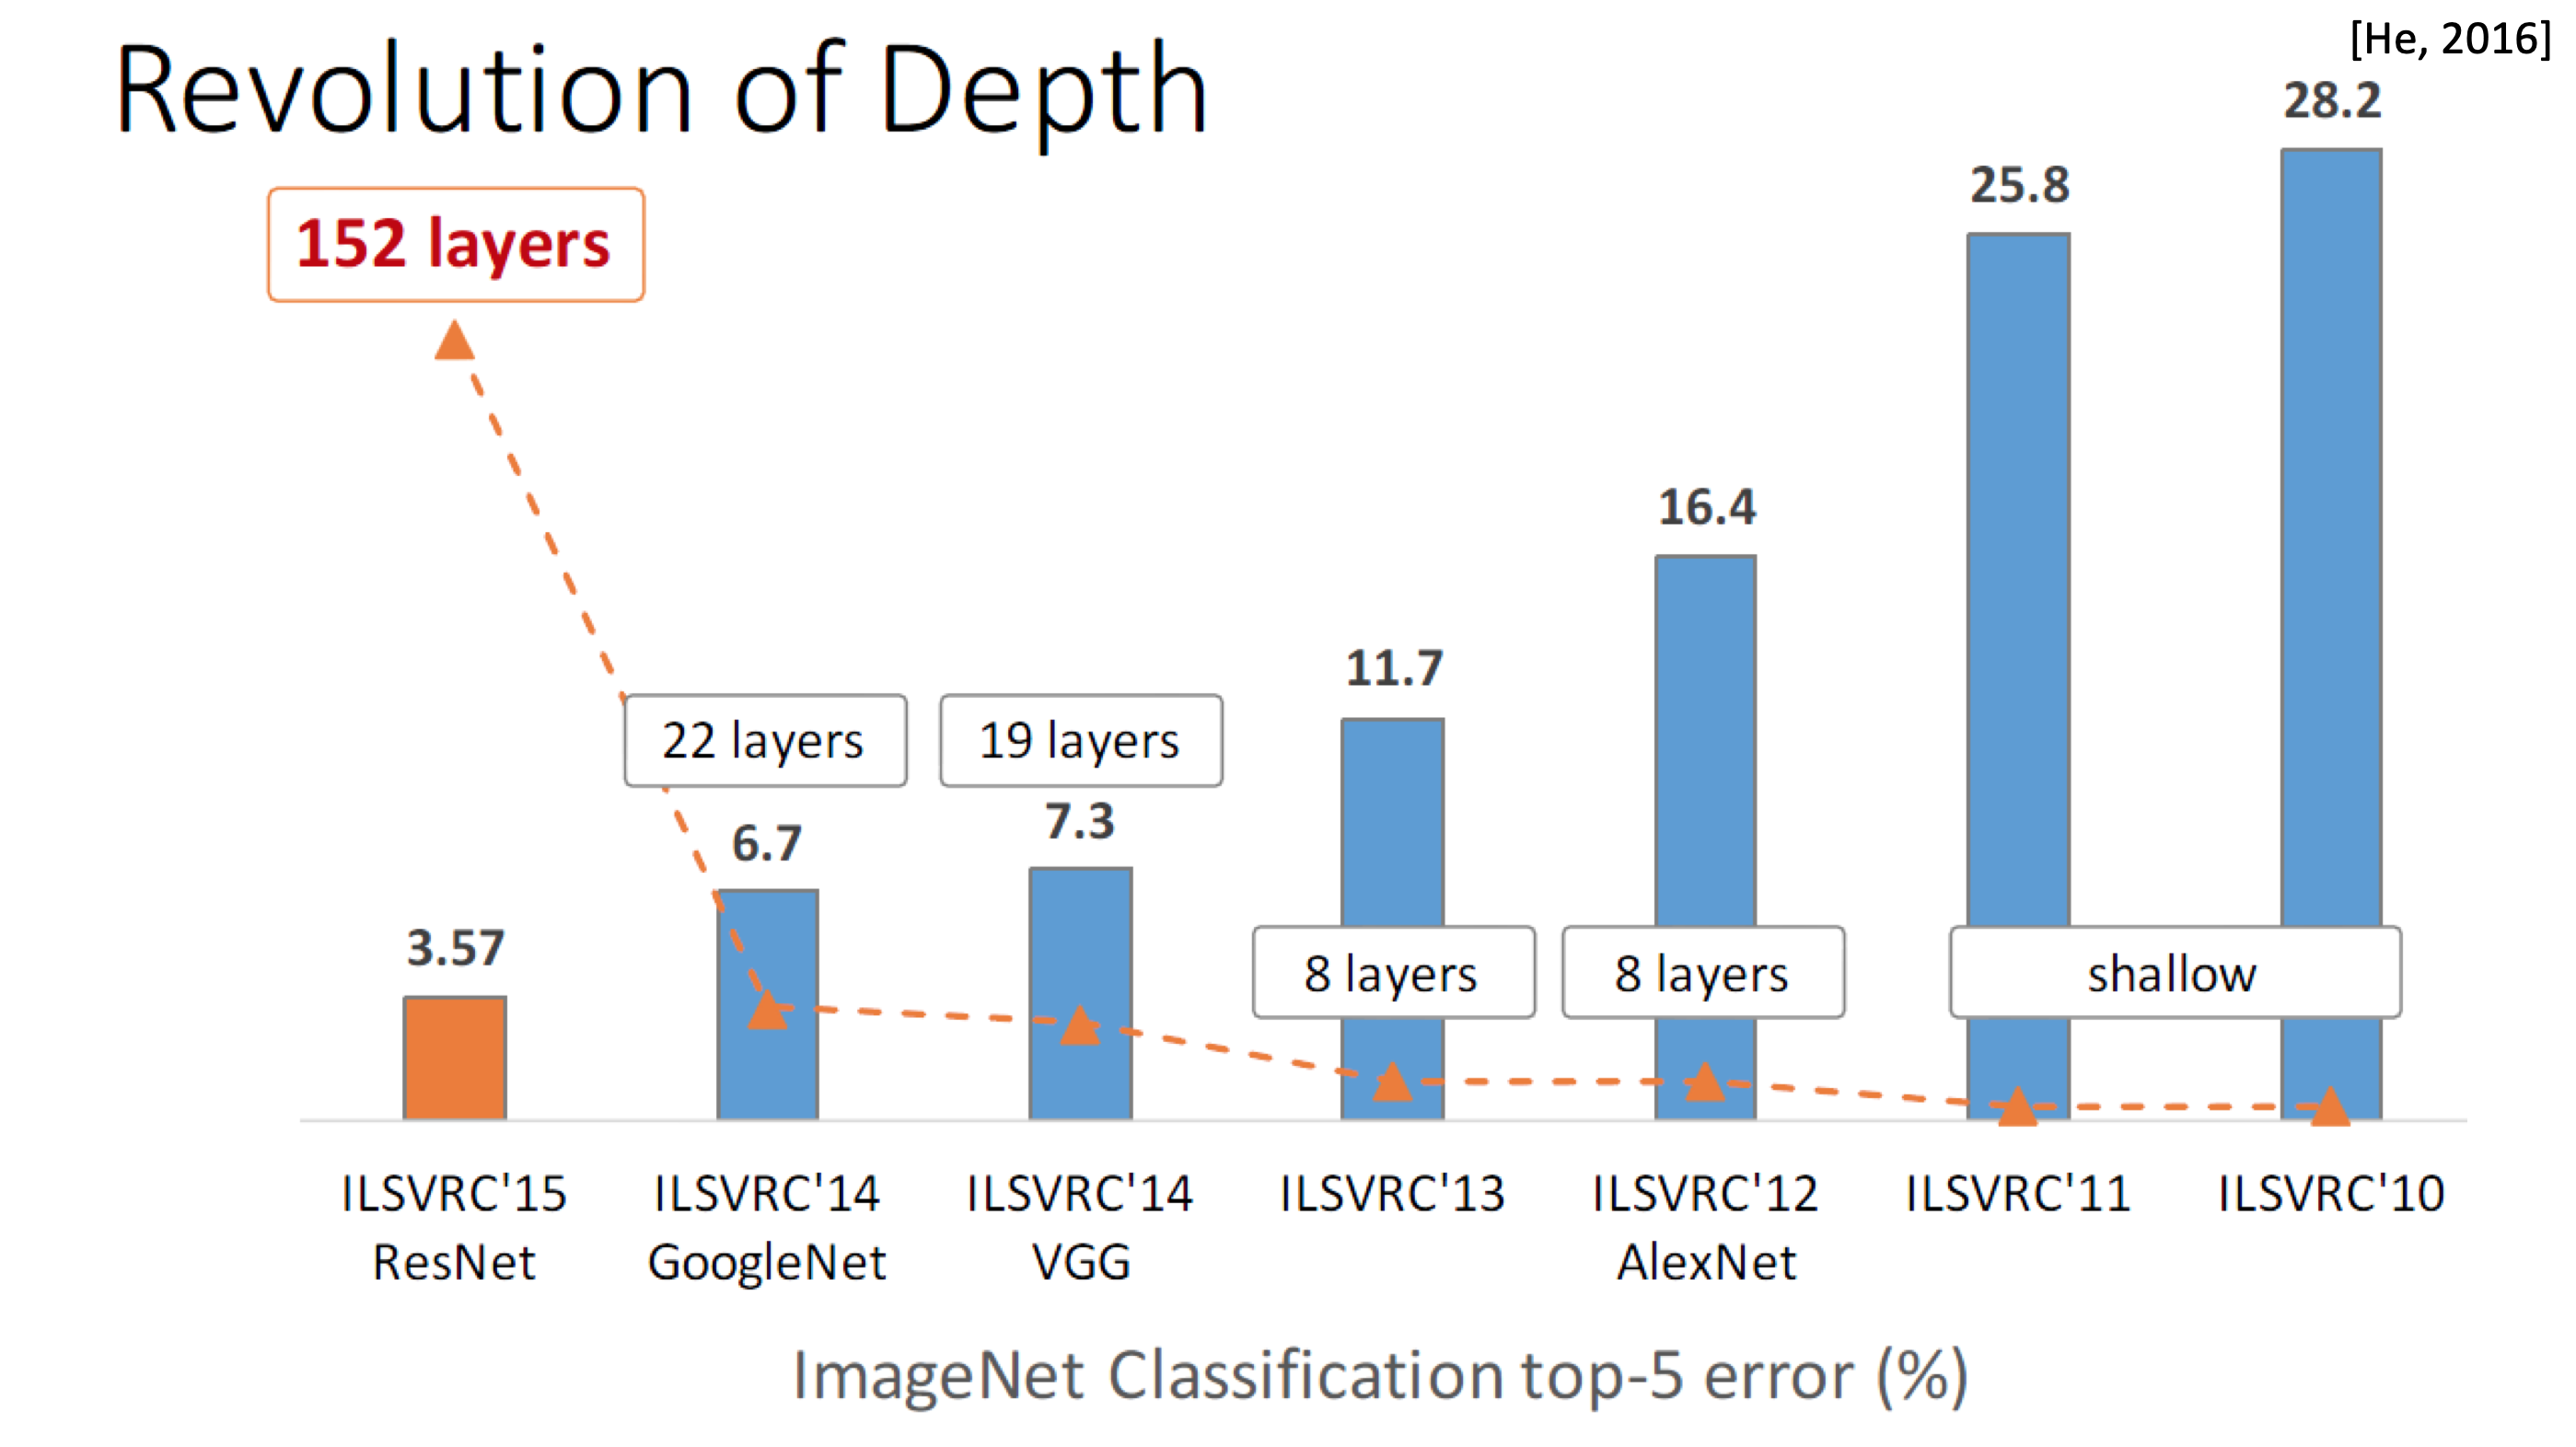 [He, 2016]
Revolution of Depth
28.2
25.8
152 layers
16.4
11.7
22 layers
19 layers
7.3
6.7
3.57
8 layers
8 layers
shallow
ILSVRC'15
ResNet
ILSVRC'14
GoogleNet
ILSVRC'14
VGG
ILSVRC'13
ILSVRC'12
AlexNet
ILSVRC'11
ILSVRC'10
ImageNet Classification top-5 error (%)